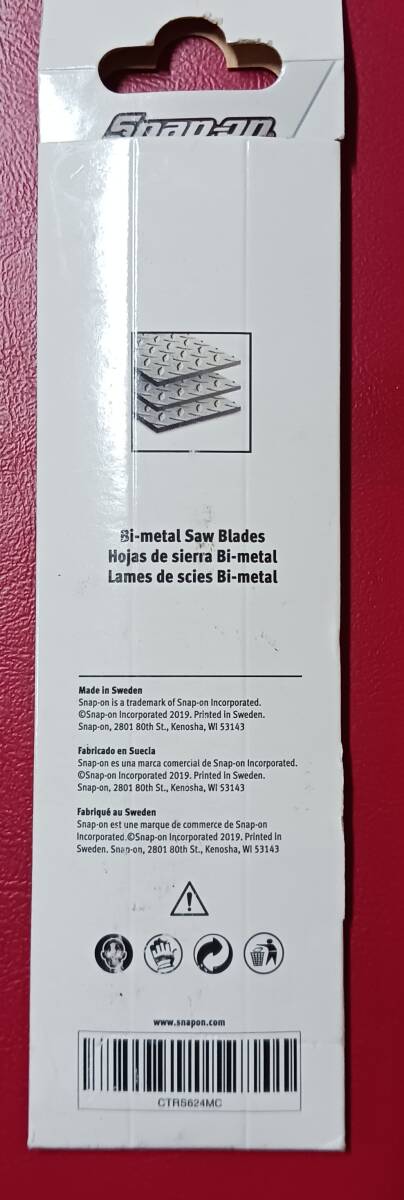 Snap-on
Bi-metal Saw Blades
Hojas de sierra Bi-metal
Lames de scies Bi-metal
Made in Sweden
Snap-on is a trademark of Snap-on Incorporated.
©Snap-on Incorporated 2019. Printed in Sweden.
Snap-on, 2801 80th St., Kenosha, WI 53143
Fabricado en Suecia
Snap-on es una marca comercial de Snap-on Incorporated.
©Snap-on Incorporated 2019. Printed in Sweden.
Snap-on, 2801 80th St., Kenosha, WI 53143
Fabriqué au Sweden
Snap-on est une marque de commerce de Snap-on
Incorporated.©Snap-on Incorporated 2019. Printed in
Sweden. Snap-on, 2801 80th St., Kenosha, WI 53143
www.snapon.com
CTRS624MC